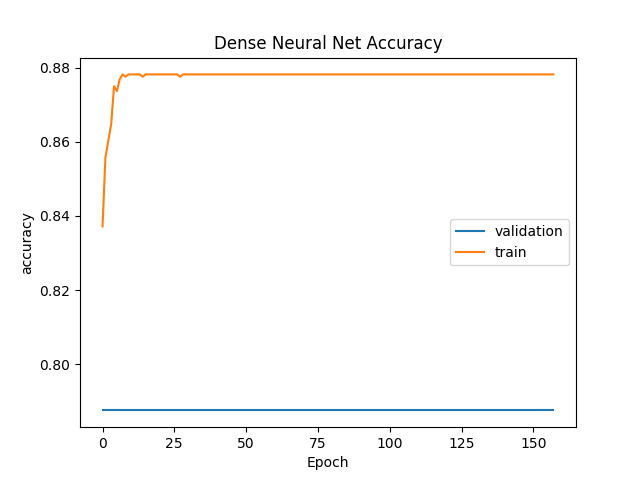 Dense Neural Net Accuracy
0.88
0.86
0.84
0.82
0.80
accuracy
validation
train
0 25 50 75 100 125 150
Epoch